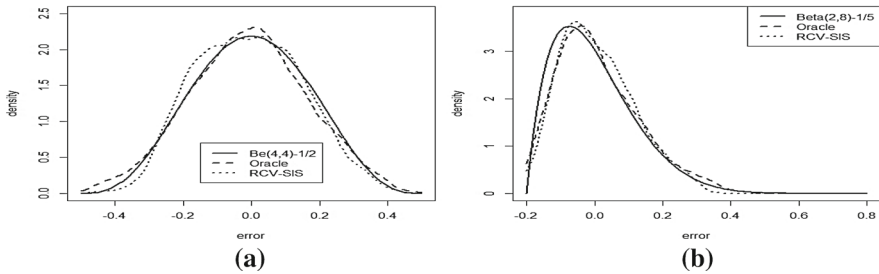 density
2.5
2.0
1.5
1.0
0.5
0.0
Be(4,4)-1/2
Oracle
RCV-SIS
-0.4
-0.2
0.0
0.2
0.4
error
(a)
density
3
2
1
0
Beta(2,8)-1/5
Oracle
RCV-SIS
-0.2
0.0
0.2
0.4
0.6
0.8
error
(b)